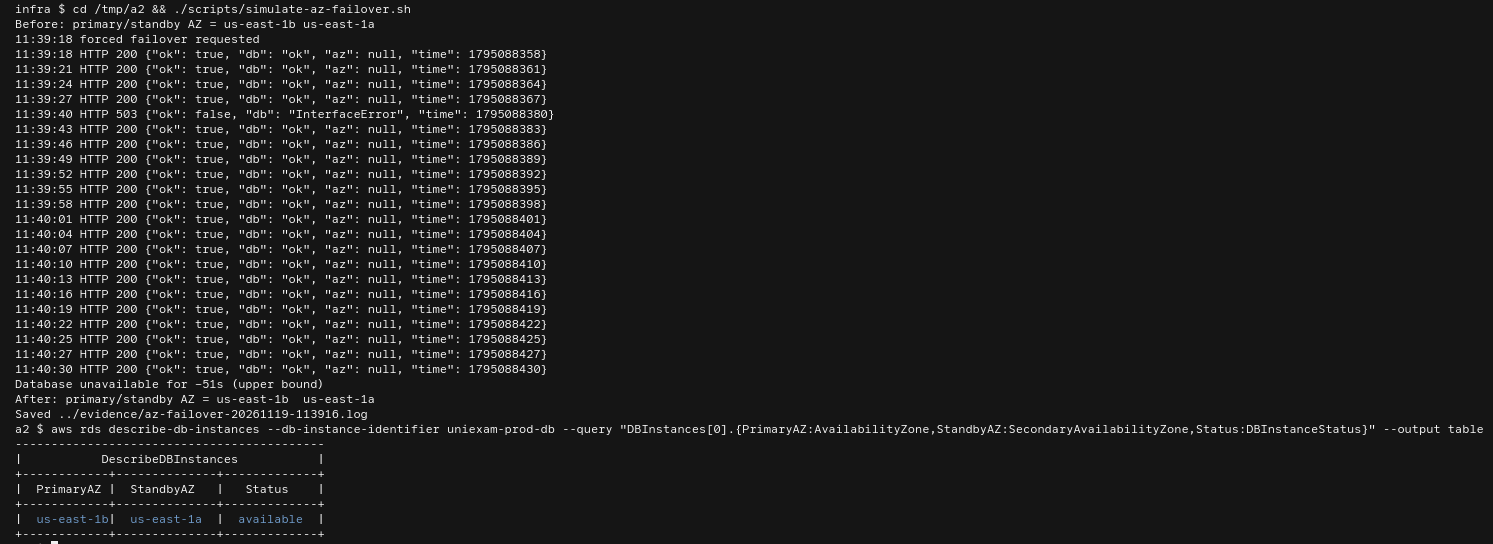 infra $ cd /tmp/a2 && ./scripts/simulate-az-failover.sh
Before: primary/standby AZ = us-east-1b us-east-1a
11:39:18 forced failover requested
11:39:18 HTTP 200 {"ok": true, "db": "ok", "az": null, "time": 1795088358}
11:39:21 HTTP 200 {"ok": true, "db": "ok", "az": null, "time": 1795088361}
11:39:24 HTTP 200 {"ok": true, "db": "ok", "az": null, "time": 1795088364}
11:39:27 HTTP 200 {"ok": true, "db": "ok", "az": null, "time": 1795088367}
11:39:40 HTTP 503 {"ok": false, "db": "InterfaceError", "time": 1795088380}
11:39:43 HTTP 200 {"ok": true, "db": "ok", "az": null, "time": 1795088383}
11:39:46 HTTP 200 {"ok": true, "db": "ok", "az": null, "time": 1795088386}
11:39:49 HTTP 200 {"ok": true, "db": "ok", "az": null, "time": 1795088389}
11:39:52 HTTP 200 {"ok": true, "db": "ok", "az": null, "time": 1795088392}
11:39:55 HTTP 200 {"ok": true, "db": "ok", "az": null, "time": 1795088395}
11:39:58 HTTP 200 {"ok": true, "db": "ok", "az": null, "time": 1795088398}
11:40:01 HTTP 200 {"ok": true, "db": "ok", "az": null, "time": 1795088401}
11:40:04 HTTP 200 {"ok": true, "db": "ok", "az": null, "time": 1795088404}
11:40:07 HTTP 200 {"ok": true, "db": "ok", "az": null, "time": 1795088407}
11:40:10 HTTP 200 {"ok": true, "db": "ok", "az": null, "time": 1795088410}
11:40:13 HTTP 200 {"ok": true, "db": "ok", "az": null, "time": 1795088413}
11:40:16 HTTP 200 {"ok": true, "db": "ok", "az": null, "time": 1795088416}
11:40:19 HTTP 200 {"ok": true, "db": "ok", "az": null, "time": 1795088419}
11:40:22 HTTP 200 {"ok": true, "db": "ok", "az": null, "time": 1795088422}
11:40:25 HTTP 200 {"ok": true, "db": "ok", "az": null, "time": 1795088425}
11:40:27 HTTP 200 {"ok": true, "db": "ok", "az": null, "time": 1795088427}
11:40:30 HTTP 200 {"ok": true, "db": "ok", "az": null, "time": 1795088430}
Database unavailable for ~51s (upper bound)
After: primary/standby AZ = us-east-1b  us-east-1a
Saved ../evidence/az-failover-20261119-113916.log
a2 $ aws rds describe-db-instances --db-instance-identifier uniexam-prod-db --query "DBInstances[0].{PrimaryAZ:AvailabilityZone,StandbyAZ:SecondaryAvailabilityZone,Status:DBInstanceStatus}" --output table
-------------------------------------------
|           DescribeDBInstances           |
+------------+--------------+-------------+
|  PrimaryAZ |  StandbyAZ   |   Status    |
+------------+--------------+-------------+
|  us-east-1b|  us-east-1a  |  available  |
+------------+--------------+-------------+